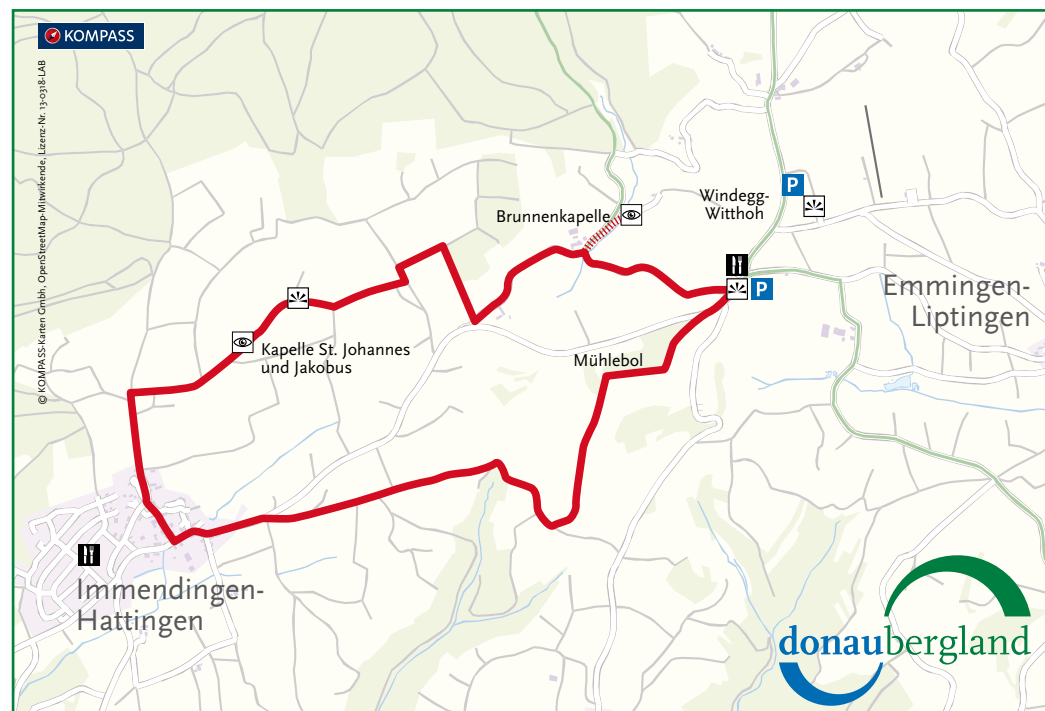 KOMPASS
© KOMPASS-Karten Gmbh, OpenStreetMap-Mitwirkende, Lizenz-Nr. 13-0318-LAB
Windegg-
Witthoh
P
Brunnenkapelle
P
Emmingen-
Liptingen
Kapelle St. Johannes
und Jakobus
Mühlebol
Immendingen-
Hattingen
donaubergland